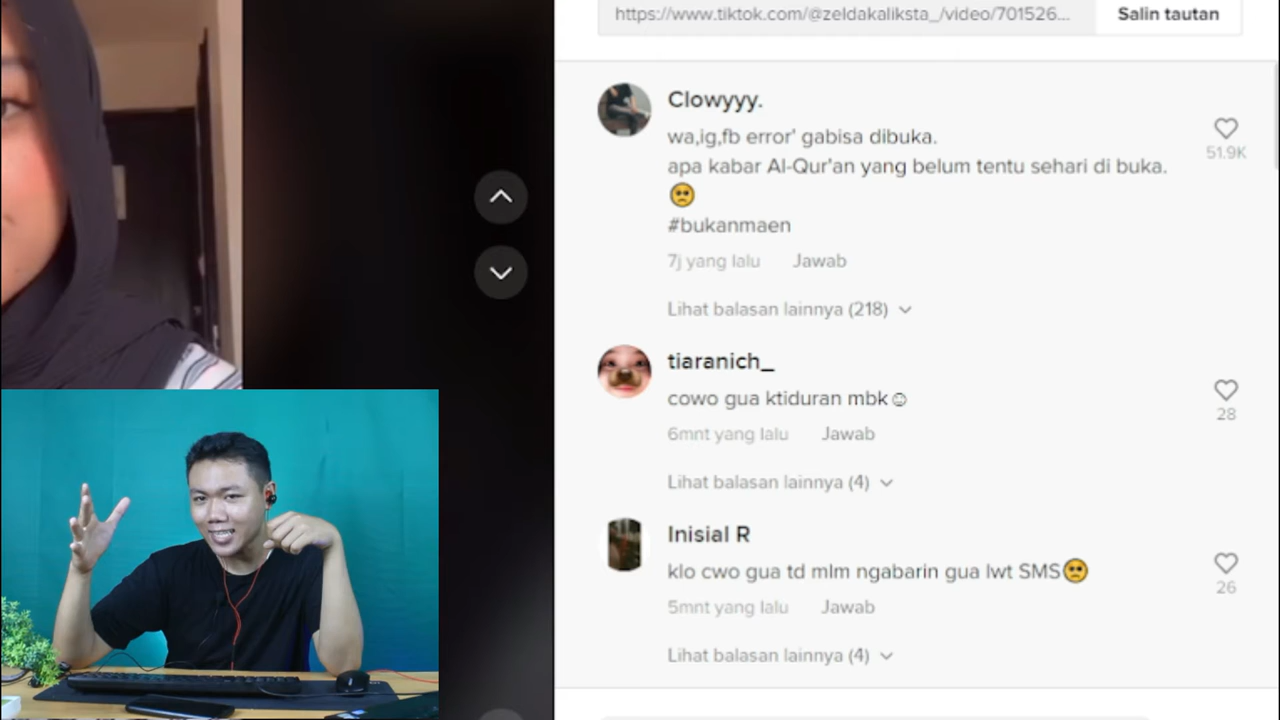 https://www.tiktok.com/@zeldakaliksta_/video/701526...
Salin tautan
Clowyyy.
wa,ig,fb error' gabisa dibuka.
apa kabar Al-Qur'an yang belum tentu sehari di buka.
🥺
#bukanmaen
51.9K
7j yang lalu Jawab
Lihat balasan lainnya (218)
tiaranich_
cowo gua ktiduran mbk☺
28
6mnt yang lalu Jawab
Lihat balasan lainnya (4)
Inisial R
klo cwo gua td mlm ngabarin gua lwt SMS🥺
26
5mnt yang lalu Jawab
Lihat balasan lainnya (4)